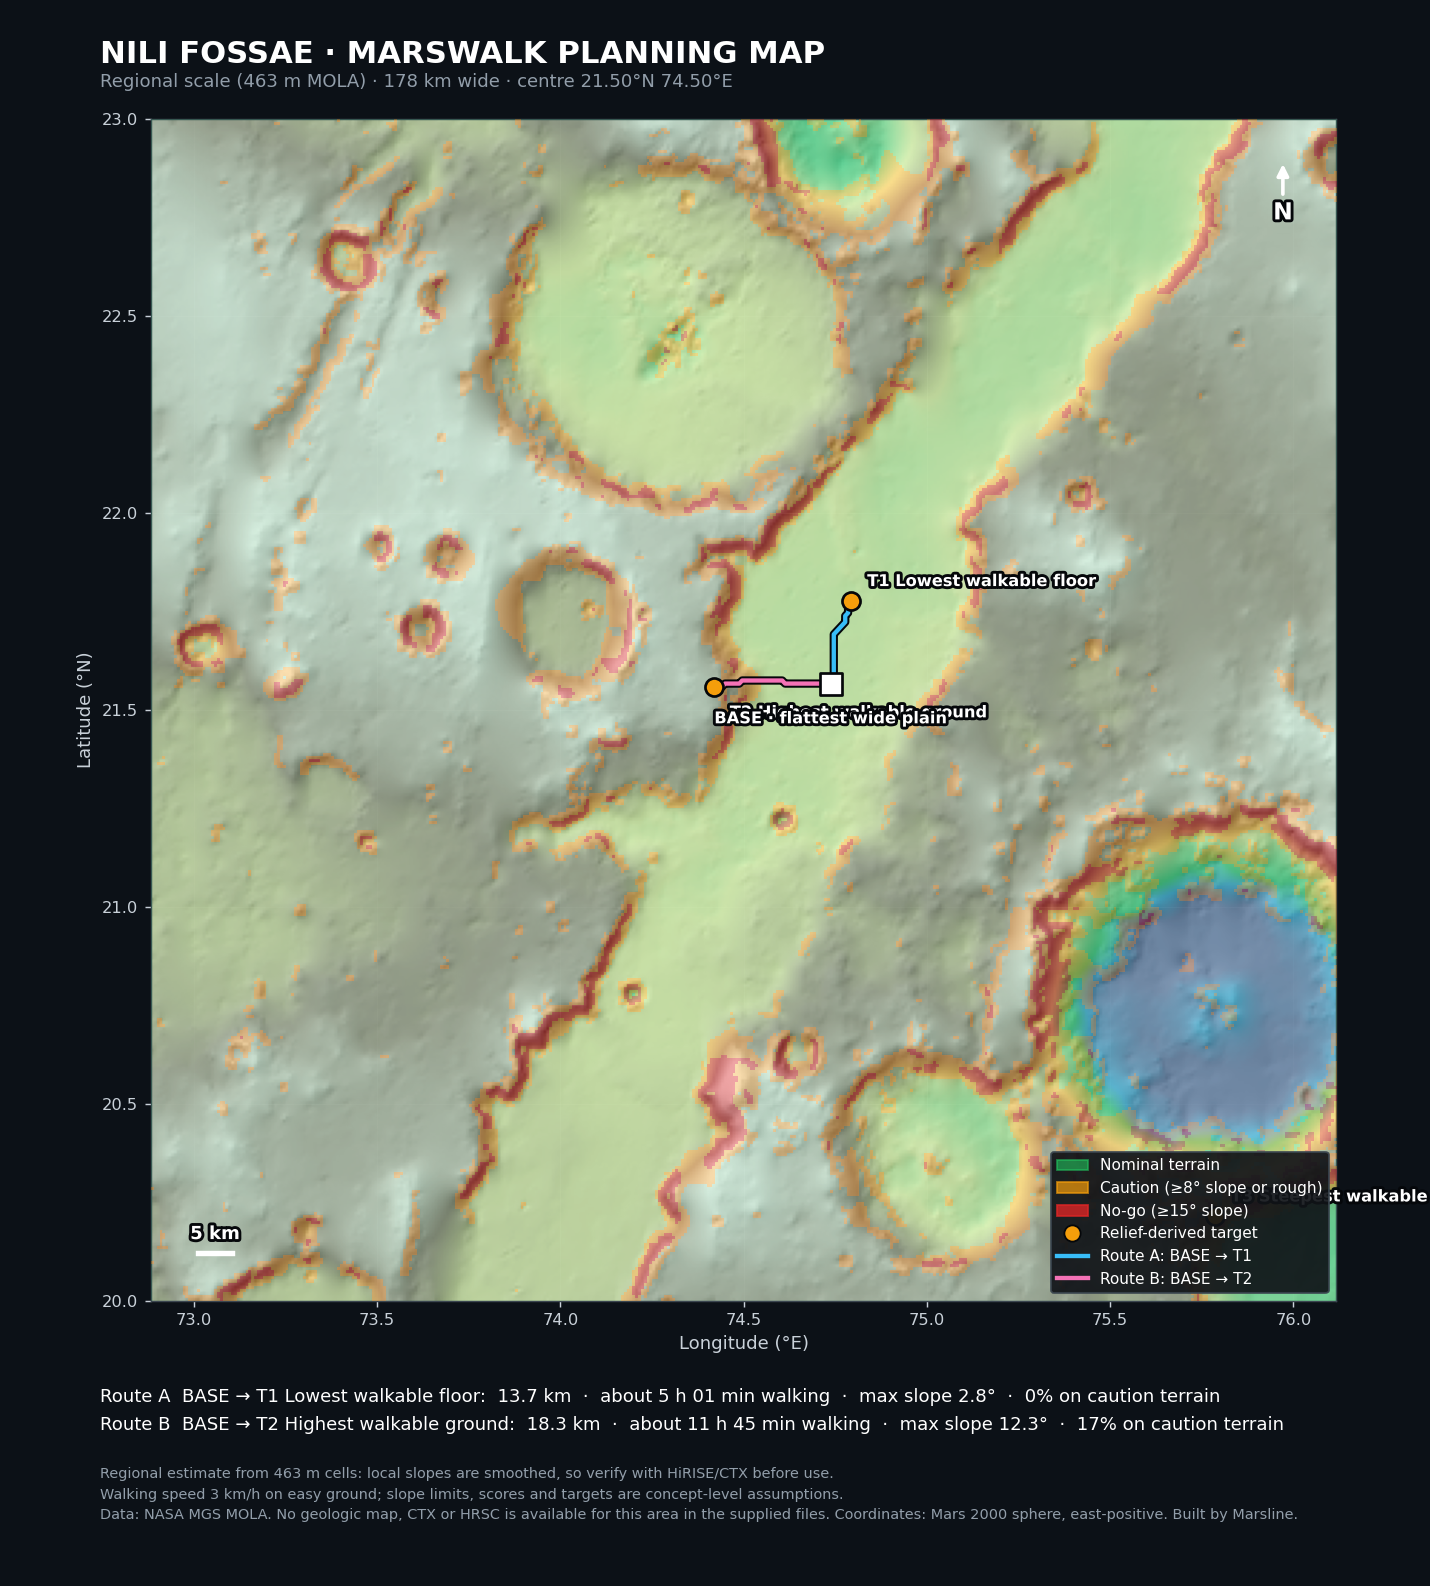 NILI FOSSAE · MARSWALK PLANNING MAP
Regional scale (463 m MOLA) · 178 km wide · centre 21.50°N 74.50°E
23.0
N
22.5
22.0
T1 Lowest walkable floor
21.5
BASE · flattest wide plain
ound
Latitude (°N)
21.0
20.5
Nominal terrain
Caution (≥8° slope or rough)
T3 Steepest walkable
No-go (≥15° slope)
Relief-derived target
Route A: BASE → T1
Route B: BASE → T2
5 km
20.0
73.0 73.5 74.0 74.5 75.0 75.5 76.0
Longitude (°E)
Route A BASE → T1 Lowest walkable floor: 13.7 km · about 5 h 01 min walking · max slope 2.8° · 0% on caution terrain
Route B BASE → T2 Highest walkable ground: 18.3 km · about 11 h 45 min walking · max slope 12.3° · 17% on caution terrain
Regional estimate from 463 m cells: local slopes are smoothed, so verify with HiRISE/CTX before use.
Walking speed 3 km/h on easy ground; slope limits, scores and targets are concept-level assumptions.
Data: NASA MGS MOLA. No geologic map, CTX or HRSC is available for this area in the supplied files. Coordinates: Mars 2000 sphere, east-positive. Built by Marsline.